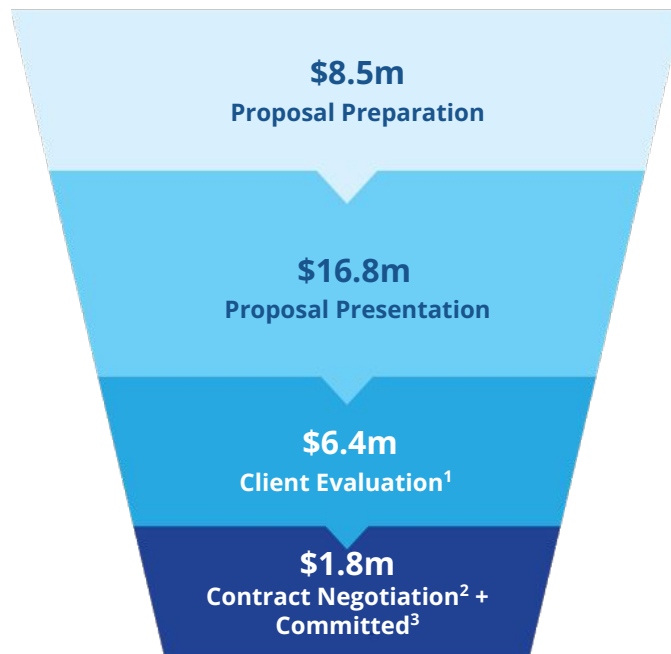 $8.5m
Proposal Preparation
$16.8m
Proposal Presentation
$6.4m
Client Evaluation¹
$1.8m
Contract Negotiation² +
Committed³